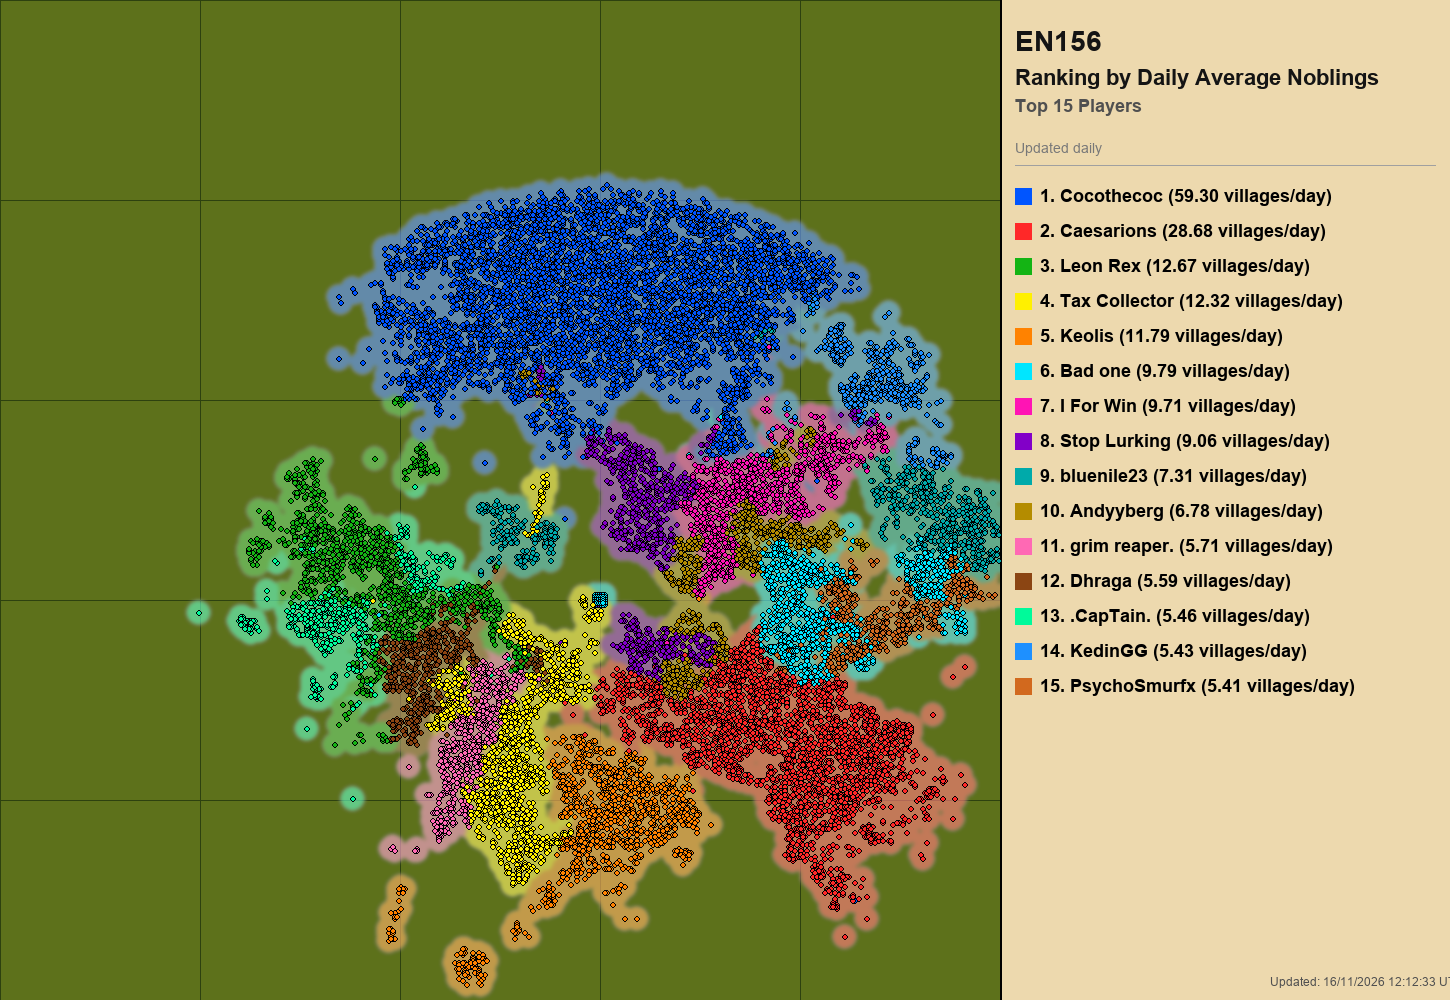 EN156
Ranking by Daily Average Noblings
Top 15 Players
Updated daily
1. Cocothecoc (59.30 villages/day)
2. Caesarions (28.68 villages/day)
3. Leon Rex (12.67 villages/day)
4. Tax Collector (12.32 villages/day)
5. Keolis (11.79 villages/day)
6. Bad one (9.79 villages/day)
7. I For Win (9.71 villages/day)
8. Stop Lurking (9.06 villages/day)
9. bluenile23 (7.31 villages/day)
10. Andyyberg (6.78 villages/day)
11. grim reaper. (5.71 villages/day)
12. Dhraga (5.59 villages/day)
13. .CapTain. (5.46 villages/day)
14. KedinGG (5.43 villages/day)
15. PsychoSmurfx (5.41 villages/day)
Updated: 16/11/2026 12:12:33